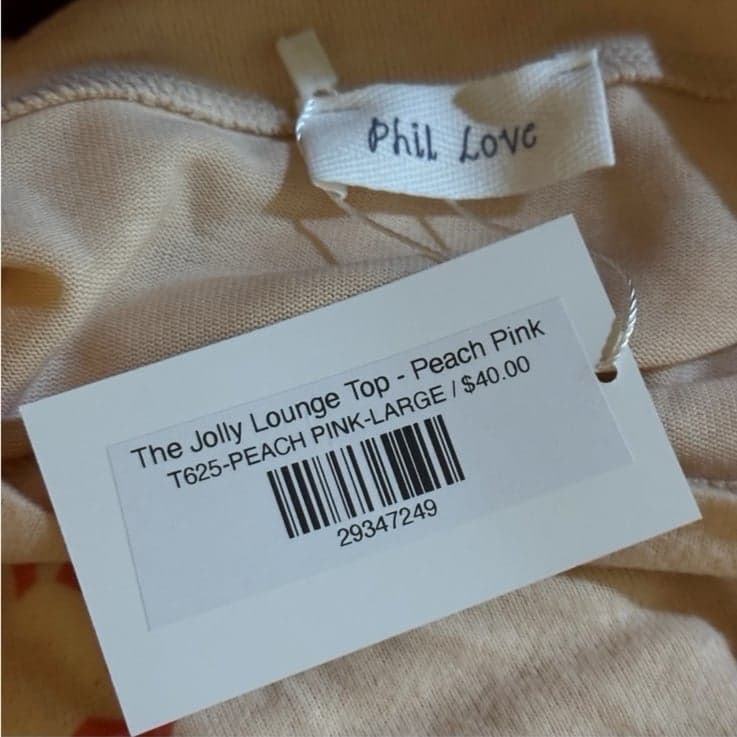 Phil Love
The Jolly Lounge Top - Peach Pink
T625-PEACH PINK-LARGE / $40.00
29347249